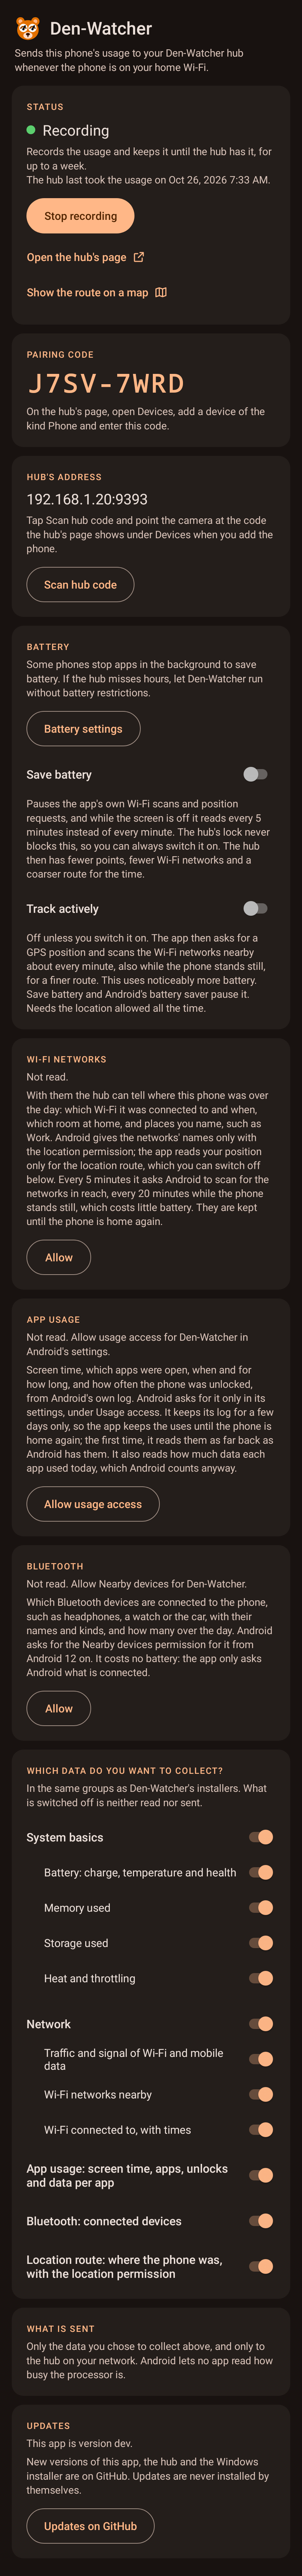 Den-Watcher
Sends this phone's usage to your Den-Watcher hub
whenever the phone is on your home Wi-Fi.
STATUS
Recording
Records the usage and keeps it until the hub has it, for
up to a week.
The hub last took the usage on Oct 26, 2026 7:33 AM.
Stop recording
Open the hub's page
Show the route on a map
PAIRING CODE
J7SV-7WRD
On the hub's page, open Devices, add a device of the
kind Phone and enter this code.
HUB'S ADDRESS
192.168.1.20:9393
Tap Scan hub code and point the camera at the code
the hub's page shows under Devices when you add the
phone.
Scan hub code
BATTERY
Some phones stop apps in the background to save
battery. If the hub misses hours, let Den-Watcher run
without battery restrictions.
Battery settings
Save battery
Pauses the app's own Wi-Fi scans and position
requests, and while the screen is off it reads every 5
minutes instead of every minute. The hub's lock never
blocks this, so you can always switch it on. The hub
then has fewer points, fewer Wi-Fi networks and a
coarser route for the time.
Track actively
Off unless you switch it on. The app then asks for a
GPS position and scans the Wi-Fi networks nearby
about every minute, also while the phone stands still,
for a finer route. This uses noticeably more battery.
Save battery and Android's battery saver pause it.
Needs the location allowed all the time.
WI-FI NETWORKS
Not read.
With them the hub can tell where this phone was over
the day: which Wi-Fi it was connected to and when,
which room at home, and places you name, such as
Work. Android gives the networks' names only with
the location permission; the app reads your position
only for the location route, which you can switch off
below. Every 5 minutes it asks Android to scan for the
networks in reach, every 20 minutes while the phone
stands still, which costs little battery. They are kept
until the phone is home again.
Allow
APP USAGE
Not read. Allow usage access for Den-Watcher in
Android's settings.
Screen time, which apps were open, when and for
how long, and how often the phone was unlocked,
from Android's own log. Android asks for it only in its
settings, under Usage access. It keeps its log for a few
days only, so the app keeps the uses until the phone is
home again; the first time, it reads them as far back as
Android has them. It also reads how much data each
app used today, which Android counts anyway.
Allow usage access
BLUETOOTH
Not read. Allow Nearby devices for Den-Watcher.
Which Bluetooth devices are connected to the phone,
such as headphones, a watch or the car, with their
names and kinds, and how many over the day. Android
asks for the Nearby devices permission for it from
Android 12 on. It costs no battery: the app only asks
Android what is connected.
Allow
WHICH DATA DO YOU WANT TO COLLECT?
In the same groups as Den-Watcher's installers. What
is switched off is neither read nor sent.
System basics
Battery: charge, temperature and health
Memory used
Storage used
Heat and throttling
Network
Traffic and signal of Wi-Fi and mobile
data
Wi-Fi networks nearby
Wi-Fi connected to, with times
App usage: screen time, apps, unlocks
and data per app
Bluetooth: connected devices
Location route: where the phone was,
with the location permission
WHAT IS SENT
Only the data you chose to collect above, and only to
the hub on your network. Android lets no app read how
busy the processor is.
UPDATES
This app is version dev.
New versions of this app, the hub and the Windows
installer are on GitHub. Updates are never installed by
themselves.
Updates on GitHub